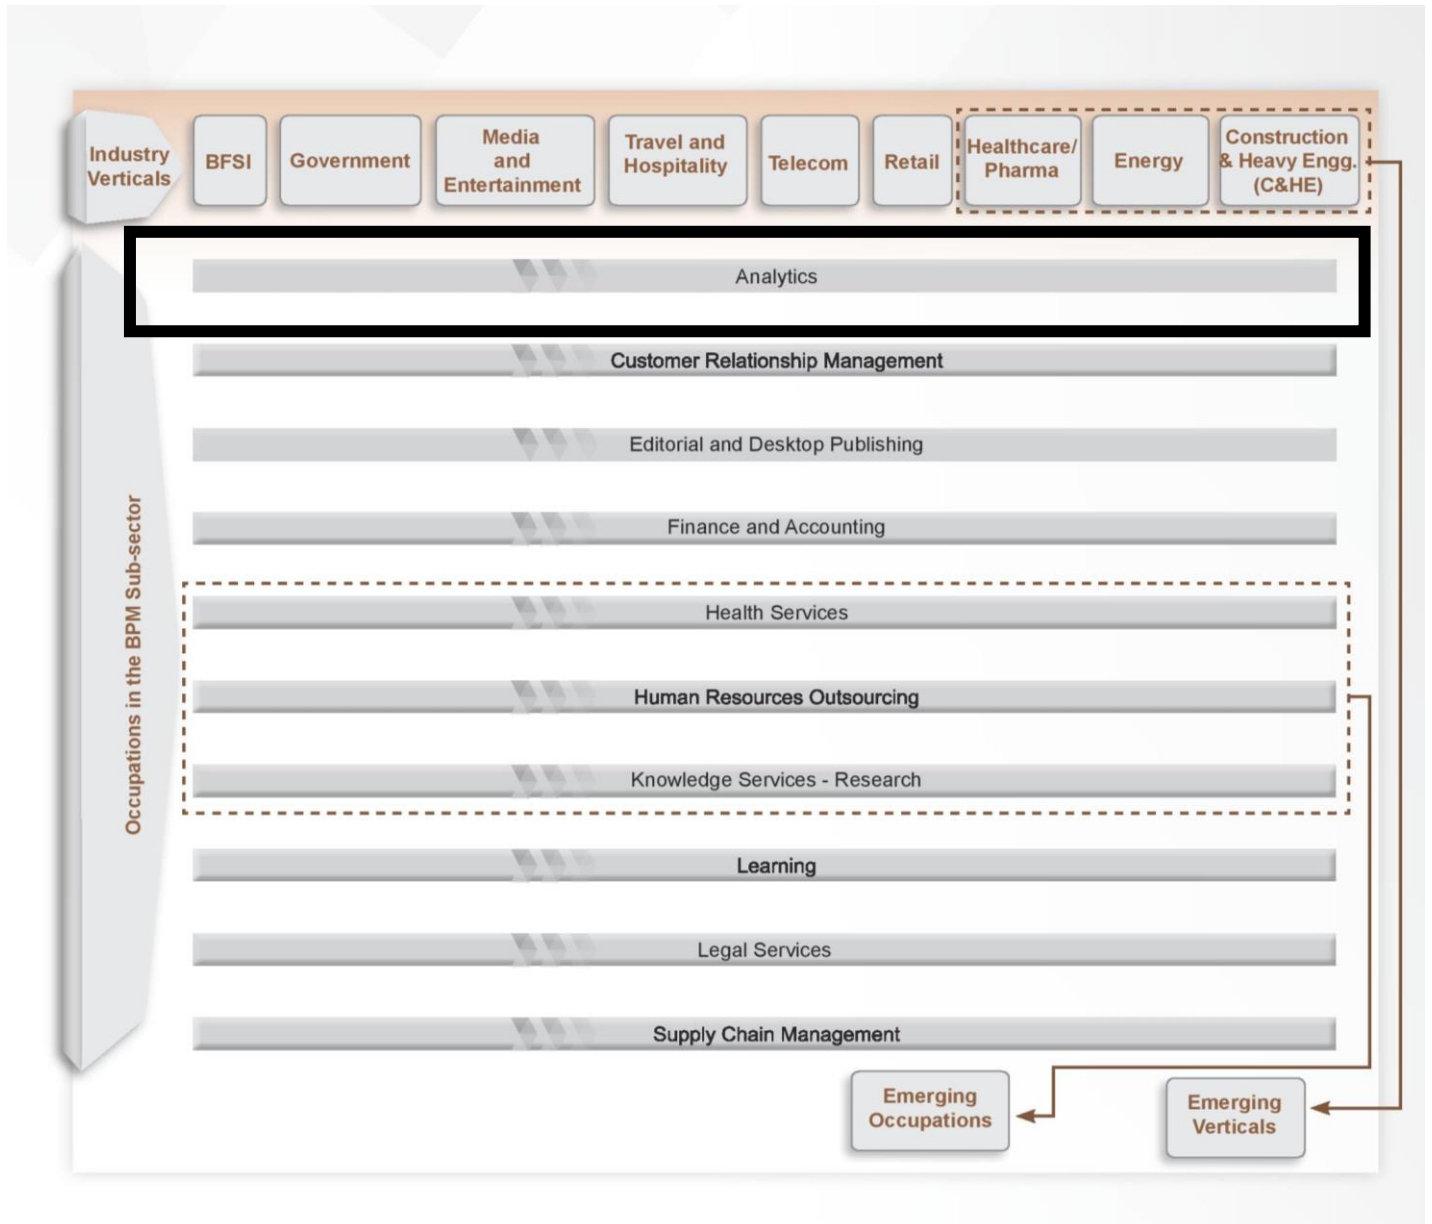 Industry
Verticals
BFSI
Government
Media
and
Entertainment
Travel and
Hospitality
Telecom
Retail
Healthcare/
Pharma
Energy
Construction
& Heavy Engg.
(C&HE)
Occupations in the BPM Sub-sector
Analytics
Customer Relationship Management
Editorial and Desktop Publishing
Finance and Accounting
Health Services
Human Resources Outsourcing
Knowledge Services - Research
Learning
Legal Services
Supply Chain Management
Emerging
Occupations
Emerging
Verticals